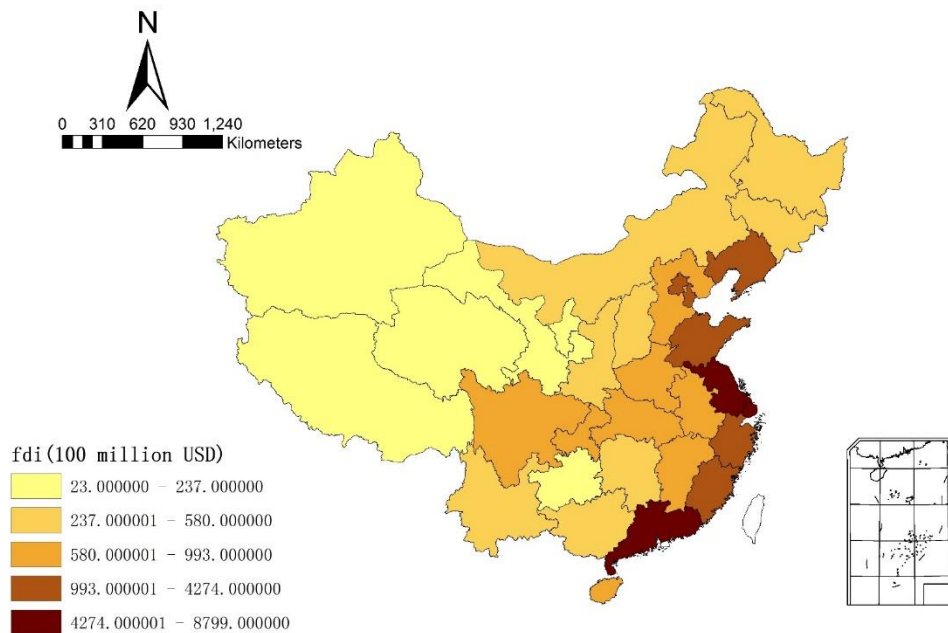 N
0 310 620 930 1,240
Kilometers
fdi(100 million USD)
23.000000 - 237.000000
237.000001 - 580.000000
580.000001 - 993.000000
993.000001 - 4274.000000
4274.000001 - 8799.000000